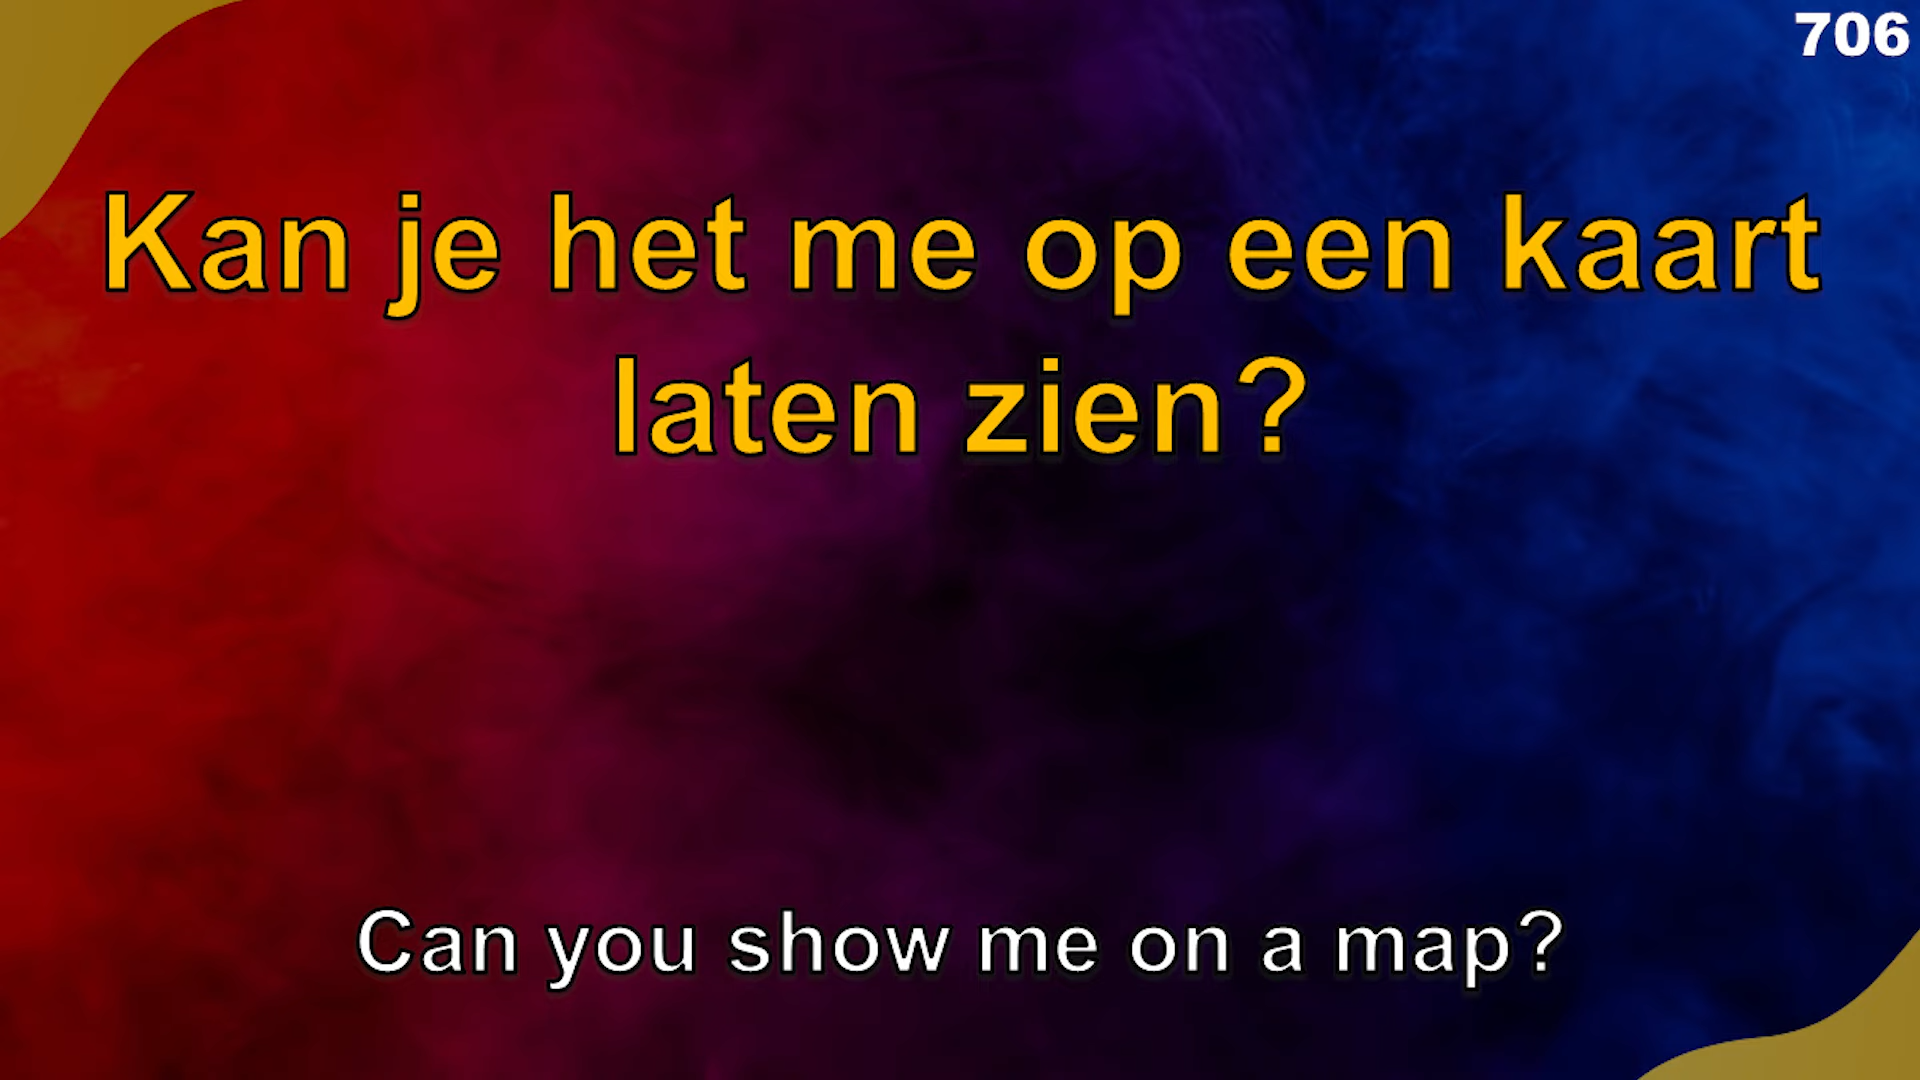 706
Kan je het me op een kaart
laten zien?
Can you show me on a map?